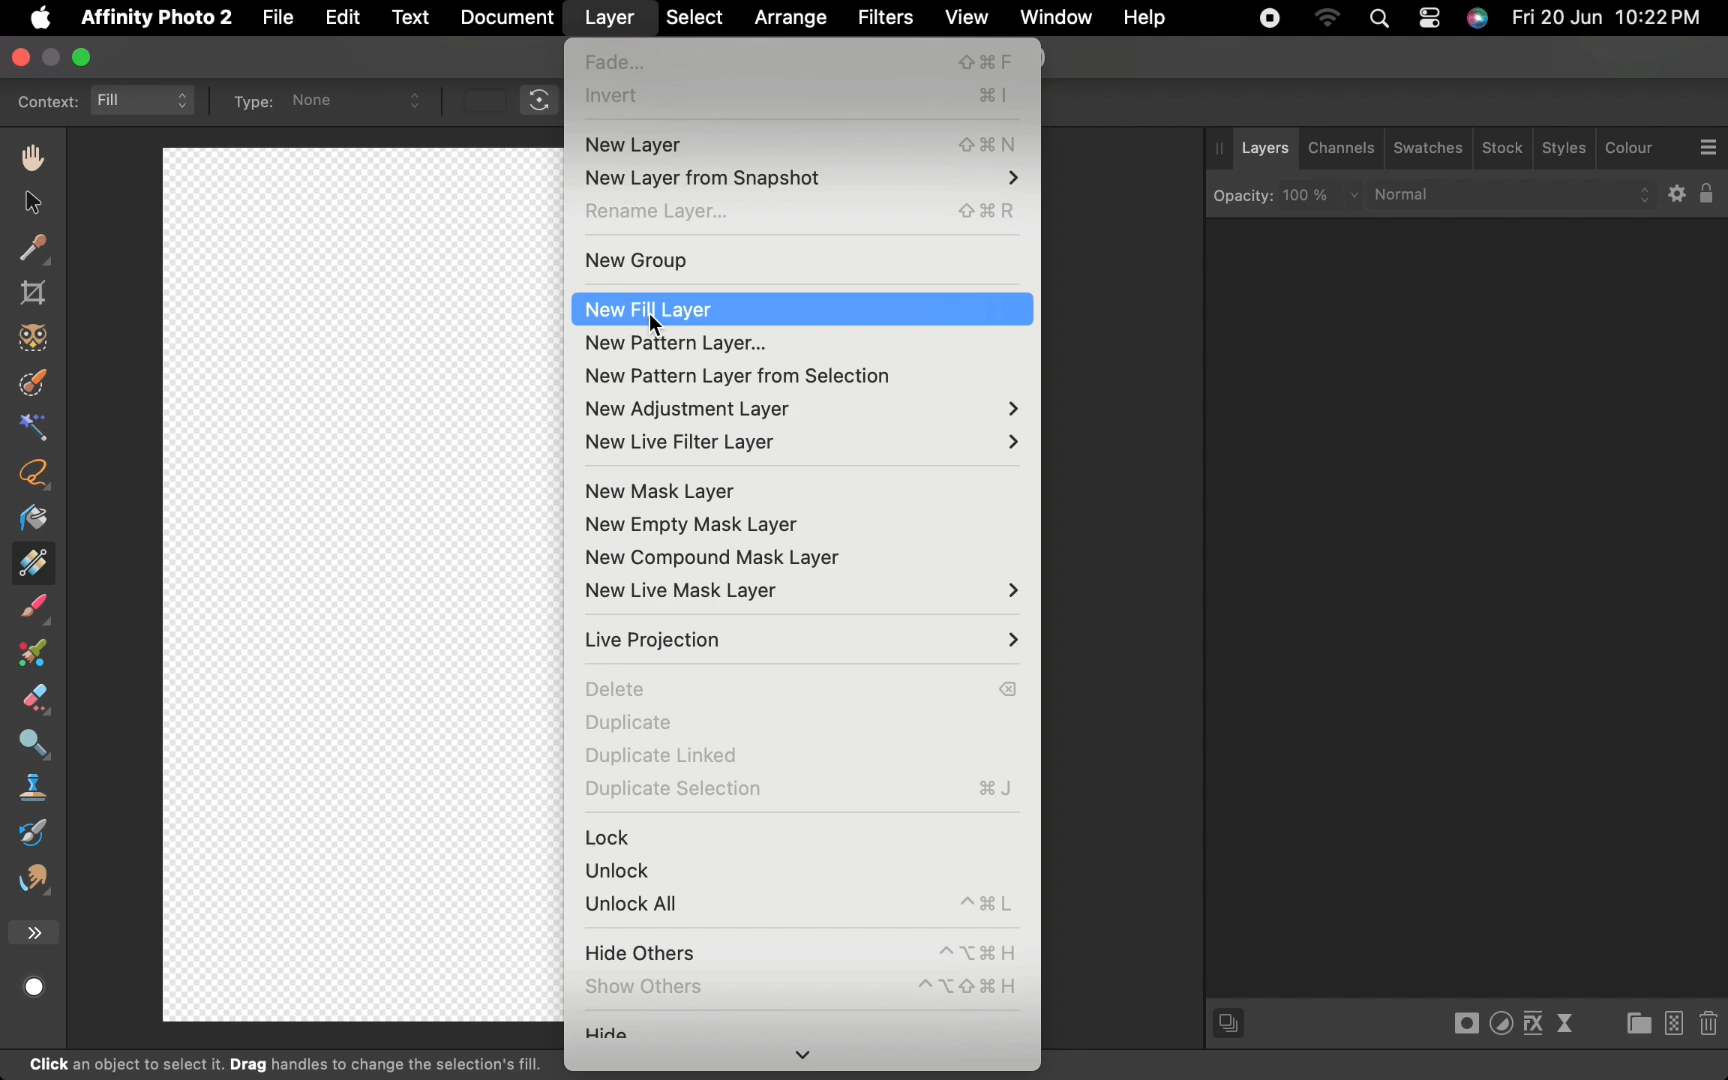 Affinity Photo 2 File Edit Text Document Layer Select Arrange Filters View Window Help Fri 20 Jun 10:22 PM
Context: Fill Type: None
Fade... ⇧⌘F
Invert ⌘I
New Layer ⇧⌘N
New Layer from Snapshot
Rename Layer... ⇧⌘R
New Group
New Fill Layer
New Pattern Layer...
New Pattern Layer from Selection
New Adjustment Layer
New Live Filter Layer
New Mask Layer
New Empty Mask Layer
New Compound Mask Layer
New Live Mask Layer
Live Projection
Delete ⌫
Duplicate
Duplicate Linked
Duplicate Selection ⌘J
Lock
Unlock
Unlock All ^⌘L
Hide Others ^⌥⌘H
Show Others ^⌥⇧⌘H
Hide
Layers Channels Swatches Stock Styles Colour
Opacity: 100 % Normal
Click an object to select it. Drag handles to change the selection's fill.